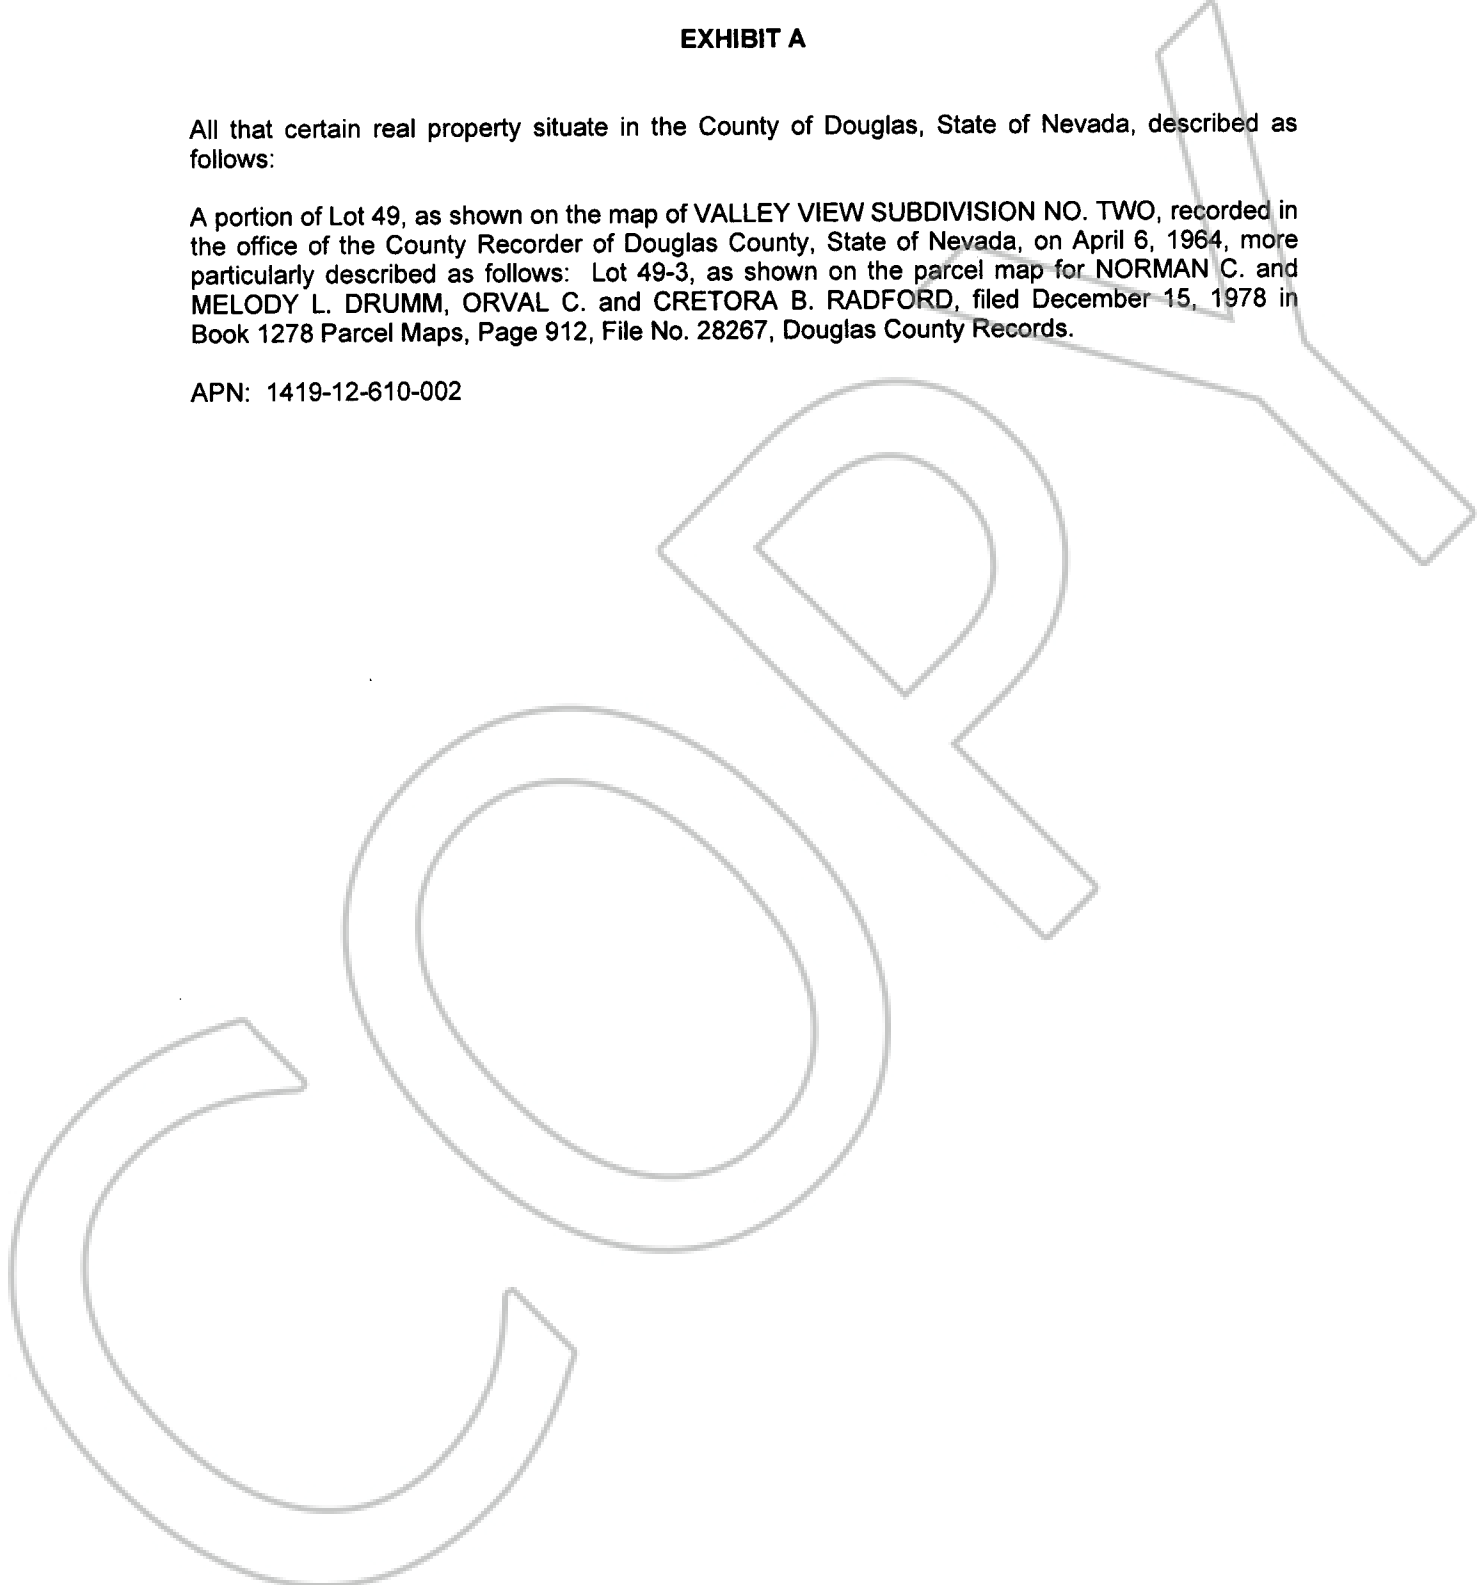 EXHIBIT A
All that certain real property situate in the County of Douglas, State of Nevada, described as
follows:
A portion of Lot 49, as shown on the map of VALLEY VIEW SUBDIVISION NO. TWO, recorded in
the office of the County Recorder of Douglas County, State of Nevada, on April 6, 1964, more
particularly described as follows: Lot 49-3, as shown on the parcel map for NORMAN C. and
MELODY L. DRUMM, ORVAL C. and CRETORA B. RADFORD, filed December 15, 1978 in
Book 1278 Parcel Maps, Page 912, File No. 28267, Douglas County Records.
APN: 1419-12-610-002
COPY